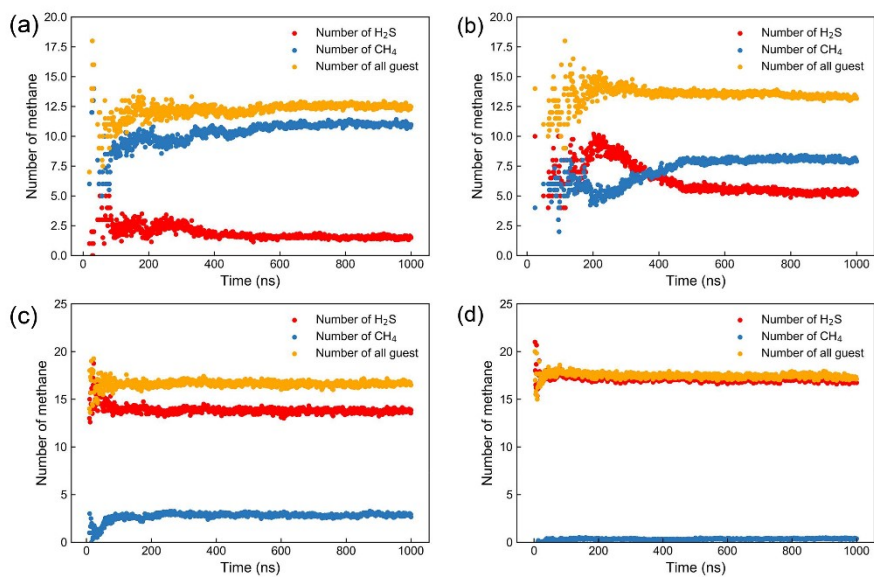 (a)
20.0
17.5
15.0
12.5
10.0
7.5
5.0
2.5
0.0
Number of methane
Number of H₂S
Number of CH₄
Number of all guest
0 200 400 600 800 1000
Time (ns)
(b)
20.0
17.5
15.0
12.5
10.0
7.5
5.0
2.5
0.0
Number of methane
Number of H₂S
Number of CH₄
Number of all guest
0 200 400 600 800 1000
Time (ns)
(c)
25
20
15
10
5
0
Number of methane
Number of H₂S
Number of CH₄
Number of all guest
0 200 400 600 800 1000
Time (ns)
(d)
25
20
15
10
5
0
Number of methane
Number of H₂S
Number of CH₄
Number of all guest
0 200 400 600 800 1000
Time (ns)